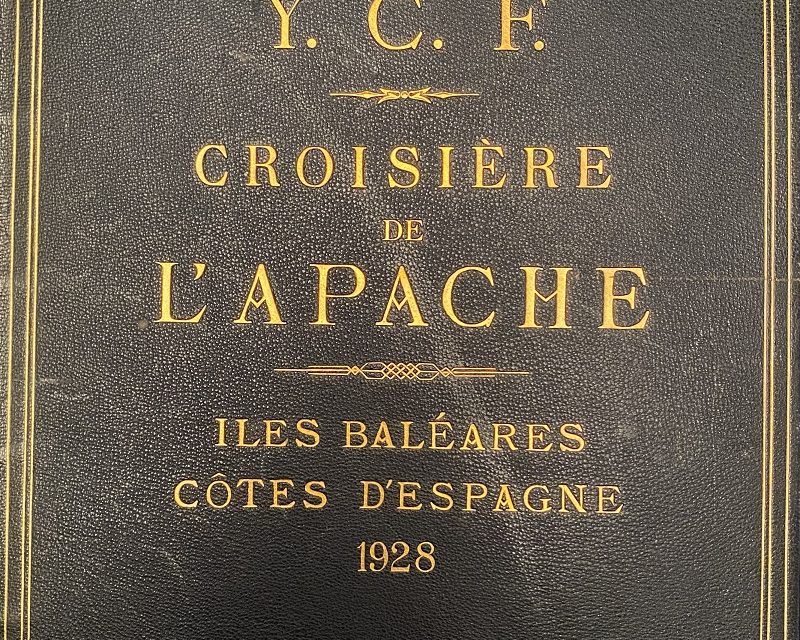 Y. C. F.
CROISIÈRE
DE
L'APACHE
ILES BALÉARES
CÔTES D'ESPAGNE
1928